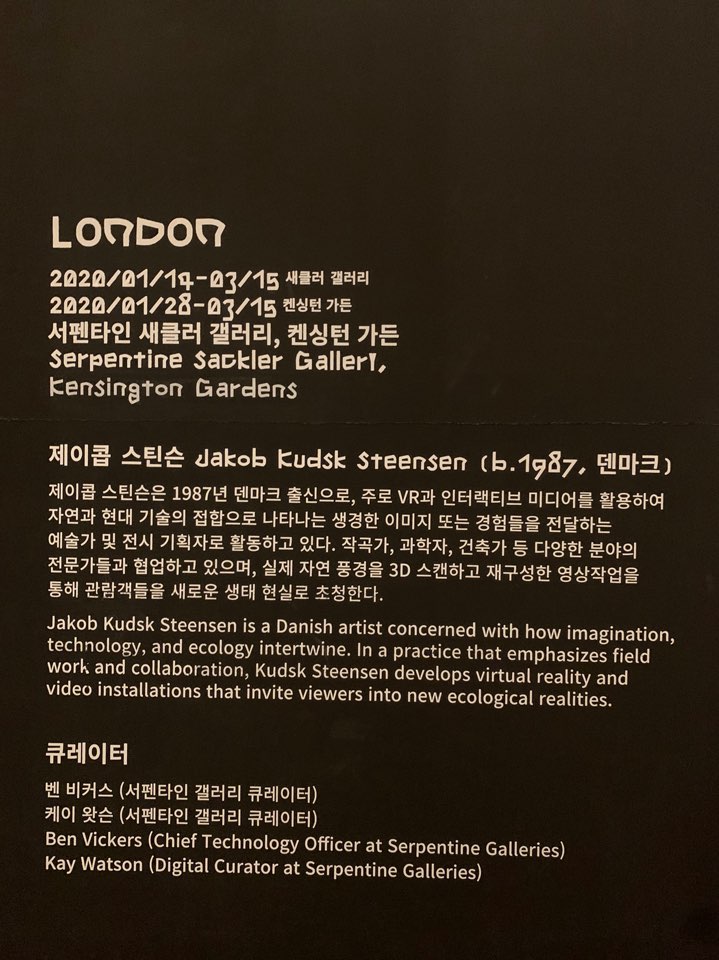 LONDON
2020/01/14-03/15 새클러 갤러리
2020/01/28-03/15 켄싱턴 가든
서펜타인 새클러 갤러리, 켄싱턴 가든
Serpentine Sackler Gallery,
Kensington Gardens
제이콥 스틴슨 Jakob Kudsk Steensen (b.1987, 덴마크)
제이콥 스틴슨은 1987년 덴마크 출신으로, 주로 VR과 인터랙티브 미디어를 활용하여
자연과 현대 기술의 접합으로 나타나는 생경한 이미지 또는 경험들을 전달하는
예술가 및 전시 기획자로 활동하고 있다. 작곡가, 과학자, 건축가 등 다양한 분야의
전문가들과 협업하고 있으며, 실제 자연 풍경을 3D 스캔하고 재구성한 영상작업을
통해 관람객들을 새로운 생태 현실로 초청한다.
Jakob Kudsk Steensen is a Danish artist concerned with how imagination,
technology, and ecology intertwine. In a practice that emphasizes field
work and collaboration, Kudsk Steensen develops virtual reality and
video installations that invite viewers into new ecological realities.
큐레이터
벤 비커스 (서펜타인 갤러리 큐레이터)
케이 왓슨 (서펜타인 갤러리 큐레이터)
Ben Vickers (Chief Technology Officer at Serpentine Galleries)
Kay Watson (Digital Curator at Serpentine Galleries)